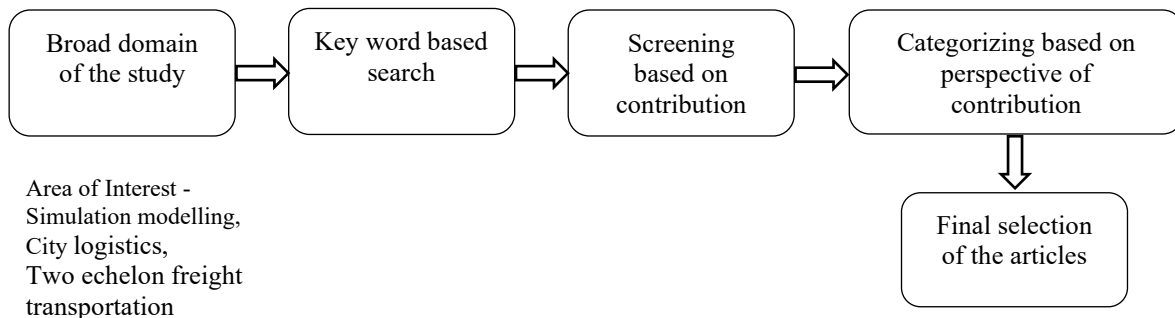 Broad domain
of the study
Key word based
search
Screening
based on
contribution
Categorizing based on
perspective of
contribution
Area of Interest -
Simulation modelling,
City logistics,
Two echelon freight
transportation
Final selection
of the articles